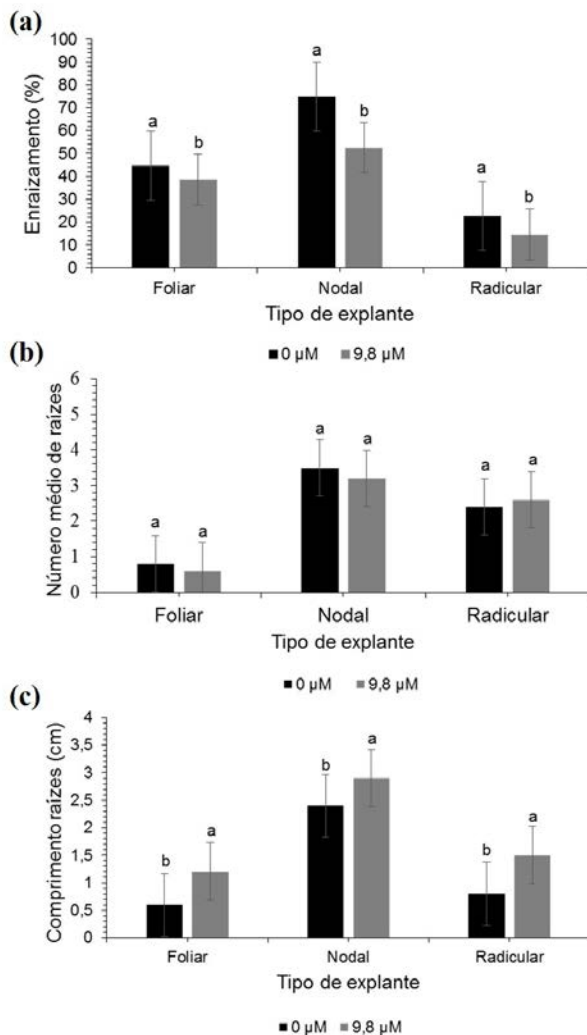 (a)
Enraizamento (%)
100
90
80
70
60
50
40
30
20
10
0
a
b
a
b
a
b
Foliar
Nodal
Radicular
Tipo de explante
0 µM
9,8 µM
(b)
Número médio de raízes
6
5
4
3
2
1
0
a
a
a
a
a
a
Foliar
Nodal
Radicular
Tipo de explante
0 µM
9,8 µM
(c)
Comprimento raízes (cm)
4
3,5
3
2,5
2
1,5
1
0,5
0
b
a
b
a
b
a
Foliar
Nodal
Radicular
Tipo de explante
0 µM
9,8 µM